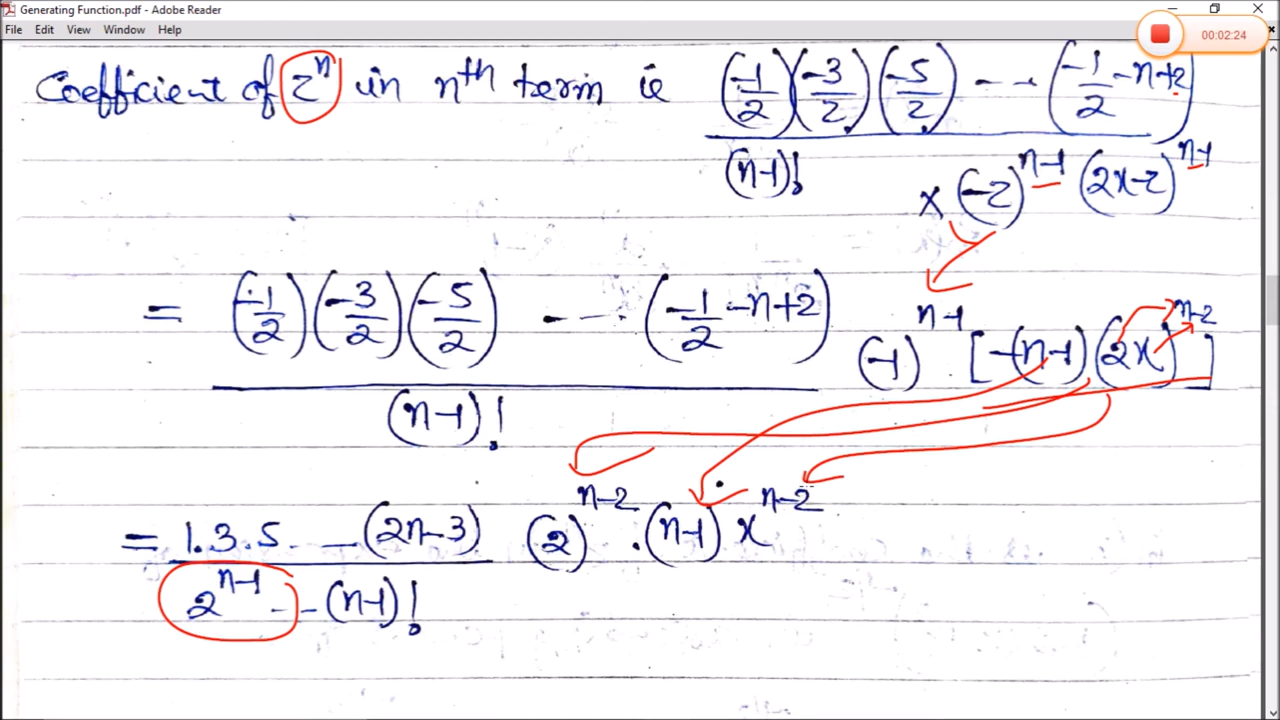 Generating Function.pdf - Adobe Reader
File Edit View Window Help
00:02:24
Coefficient of z^n in n^th term is (-1/2)(-3/2)(-5/2) --- (-1/2 -n+2) / (n-1)!
× (-z)^{n-1} (2x-z)^{n-1}
= (-1/2)(-3/2)(-5/2) ---- (-1/2 -n+2) / (n-1)! (-1)^{n-1} · [-(n-1)(2x)^{n-2}]
= 1.3.5. - (2n-3) / 2^{n-1} -- (n-1)! (2)^{n-2} . (n-1) x^{n-2}